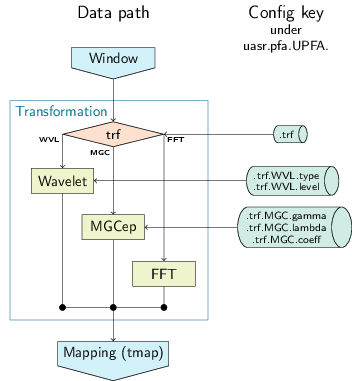 Data path
Config key
under
uasr.pfa.UPFA.
Window
Transformation
trf
.trf
WVL
FFT
MGC
Wavelet
.trf.WVL.type
.trf.WVL.level
MGCep
.trf.MGC.gamma
.trf.MGC.lambda
.trf.MGC.coeff
FFT
Mapping (tmap)